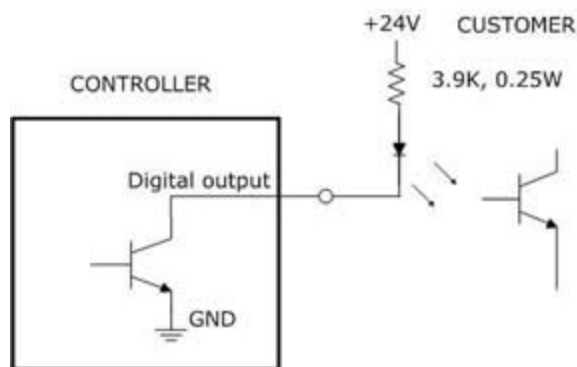 +24V CUSTOMER
3.9K, 0.25W
CONTROLLER
Digital output
GND